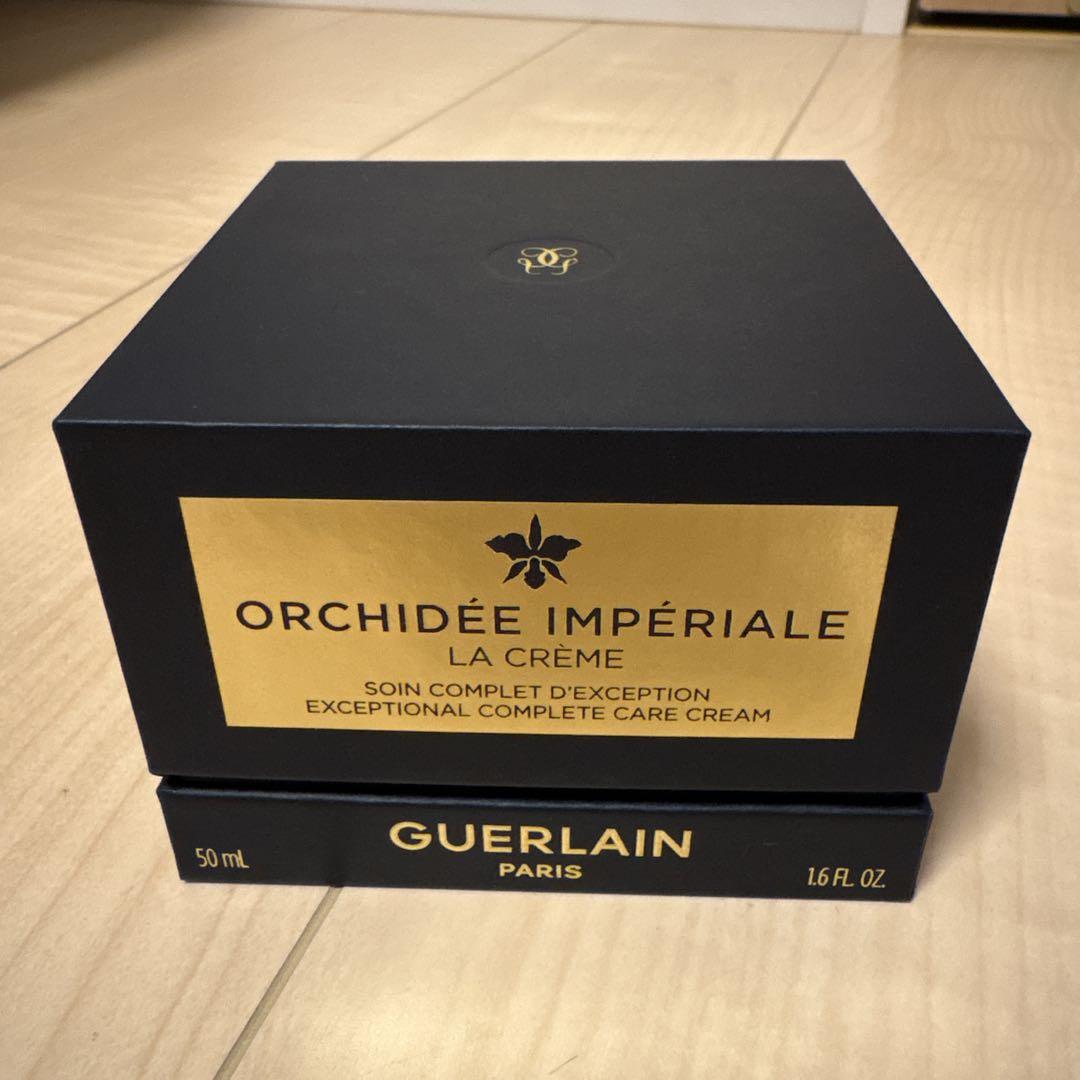 ORCHIDÉE IMPÉRIALE
LA CRÈME
SOIN COMPLET D'EXCEPTION
EXCEPTIONAL COMPLETE CARE CREAM
GUERLAIN
PARIS
50 mL
1.6 FL. OZ.